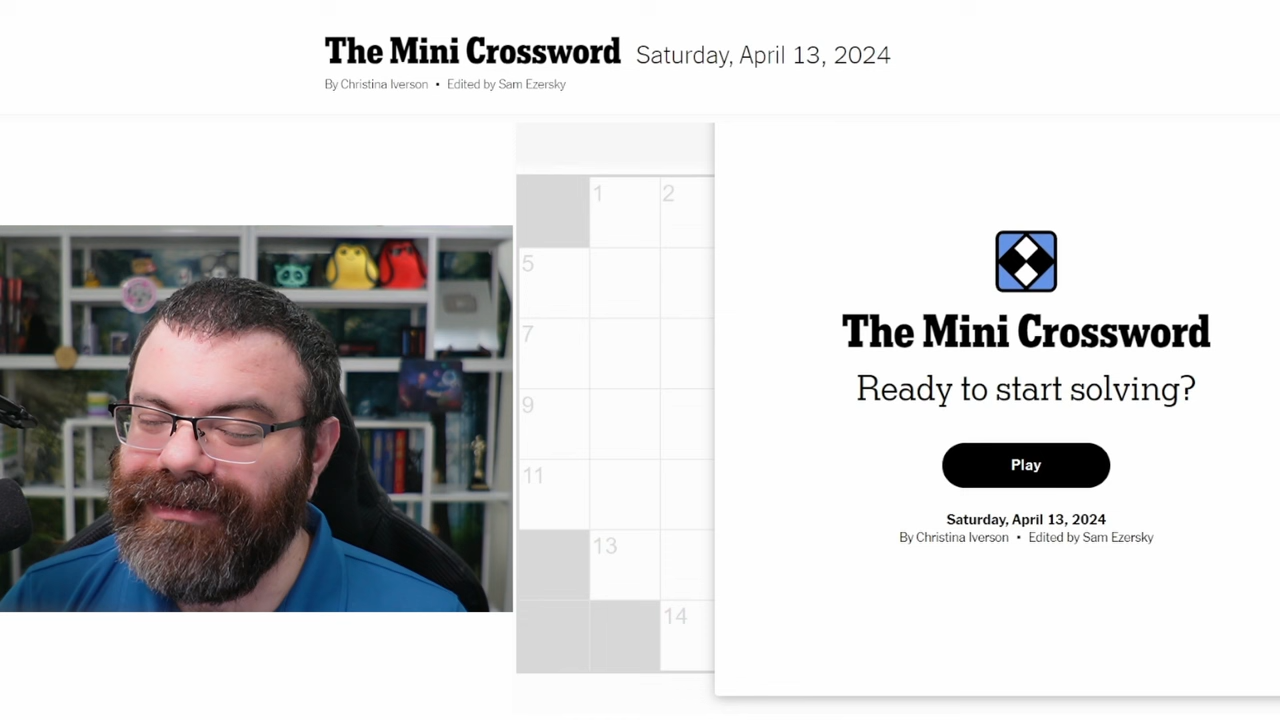 The Mini Crossword Saturday, April 13, 2024
By Christina Iverson • Edited by Sam Ezersky
1 2
5
7
9
11
13
14
The Mini Crossword
Ready to start solving?
Play
Saturday, April 13, 2024
By Christina Iverson • Edited by Sam Ezersky